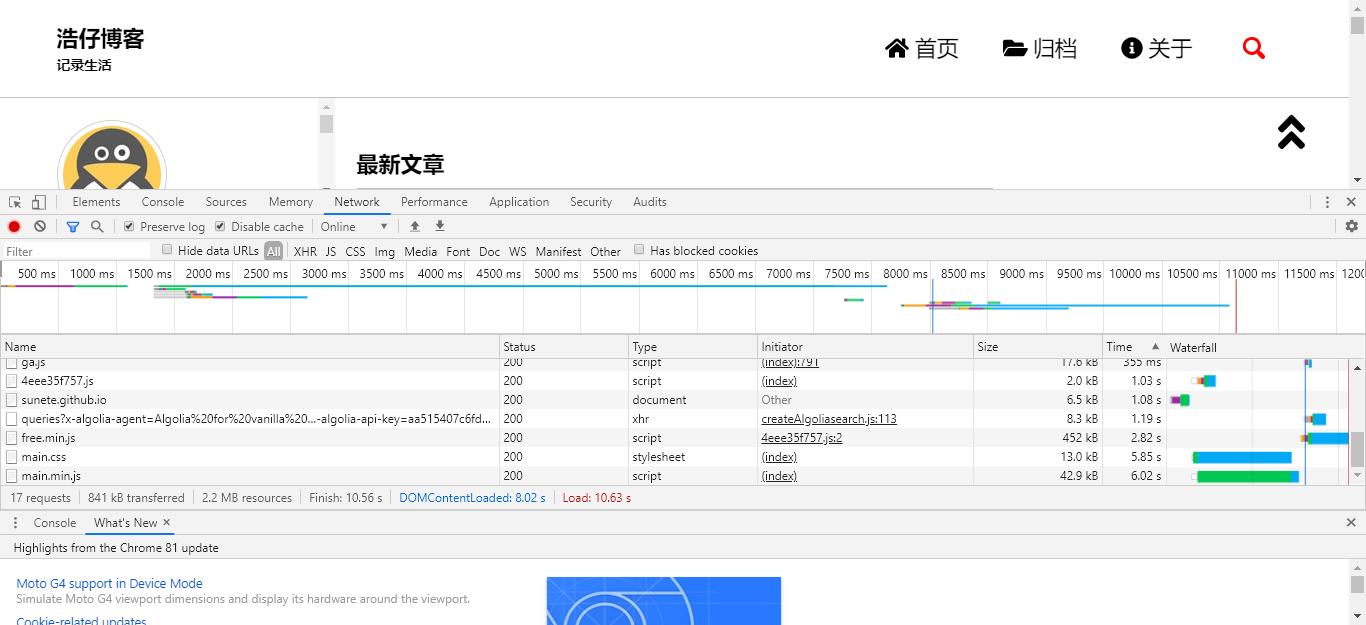 浩仔博客
记录生活
首页 归档 关于
最新文章
Elements Console Sources Memory Network Performance Application Security Audits
Preserve log Disable cache Online
Filter Hide data URLs All XHR JS CSS Img Media Font Doc WS Manifest Other Has blocked cookies
500 ms 1000 ms 1500 ms 2000 ms 2500 ms 3000 ms 3500 ms 4000 ms 4500 ms 5000 ms 5500 ms 6000 ms 6500 ms 7000 ms 7500 ms 8000 ms 8500 ms 9000 ms 9500 ms 10000 ms 10500 ms 11000 ms 11500 ms 1200
Name Status Type Initiator Size Time Waterfall
ga.js 200 script (index):791 17.6 kB 355 ms
4eee35f757.js 200 script (index) 2.0 kB 1.03 s
sunete.github.io 200 document Other 6.5 kB 1.08 s
queries?x-algolia-agent=Algolia%20for%20vanilla%20...-algolia-api-key=aa515407c6fd... 200 xhr createAlgoliasearch.js:113 8.3 kB 1.19 s
free.min.js 200 script 4eee35f757.js:2 452 kB 2.82 s
main.css 200 stylesheet (index) 13.0 kB 5.85 s
main.min.js 200 script (index) 42.9 kB 6.02 s
17 requests 841 kB transferred 2.2 MB resources Finish: 10.56 s DOMContentLoaded: 8.02 s Load: 10.63 s
Console What's New ×
Highlights from the Chrome 81 update
Moto G4 support in Device Mode
Simulate Moto G4 viewport dimensions and display its hardware around the viewport.
Cookie-related updates